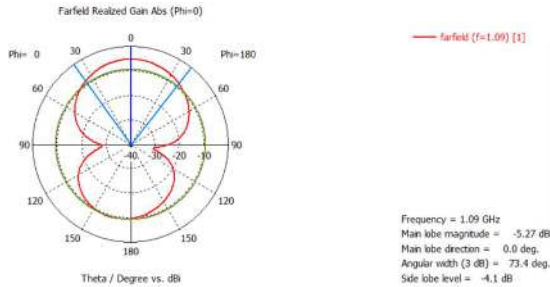 Farfield Realized Gain Abs (Phi=0)
farfield (f=1.09) [1]
0
Phi= 0 30 30 Phi=180
60 60
90 -40 -30 -20 -10 90
120 120
150 150
180
Theta / Degree vs. dBi
Frequency = 1.09 GHz
Main lobe magnitude = -5.27 dB
Main lobe direction = 0.0 deg.
Angular width (3 dB) = 73.4 deg.
Side lobe level = -4.1 dB